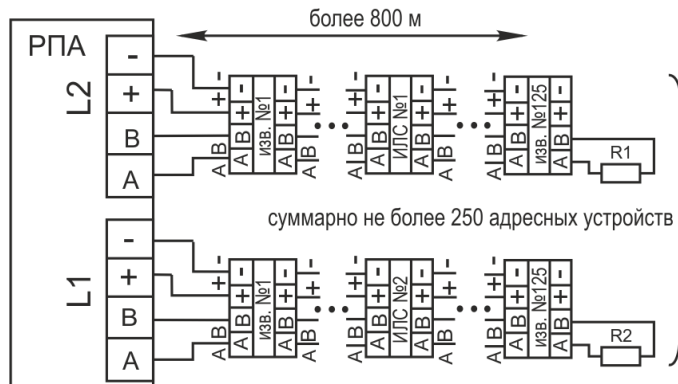 более 800 м
РПА
L2
-
+
B
A
- + B A
- + B A
изв. №1
- + B A
- + B A
...
- + B A
- + B A
ИЛС №1
- + B A
- + B A
...
- + B A
- + B A
изв. №125
- + B A
R1
суммарно не более 250 адресных устройств
L1
-
+
B
A
- + B A
- + B A
изв. №1
- + B A
- + B A
...
- + B A
- + B A
ИЛС №2
- + B A
- + B A
...
- + B A
- + B A
изв. №125
- + B A
R2